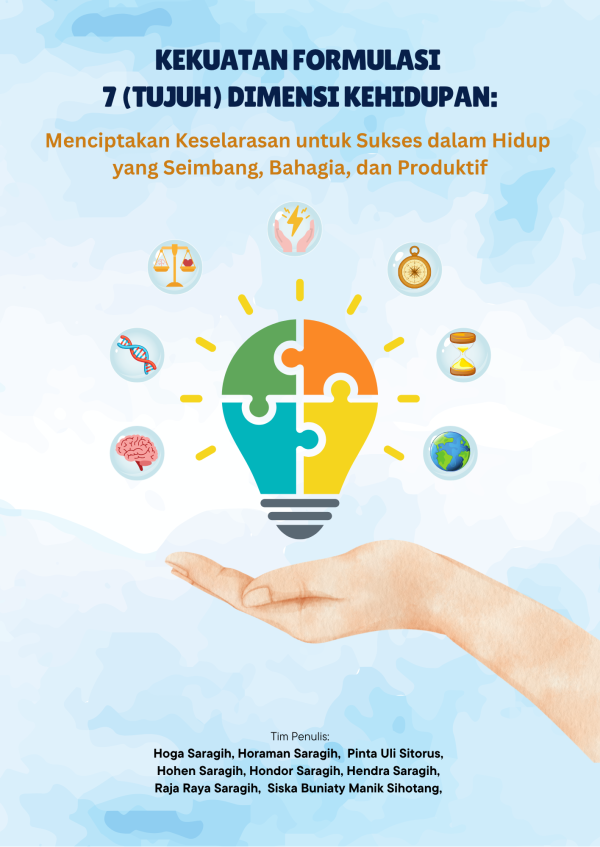 KEKUATAN FORMULASI
7 (TUJUH) DIMENSI KEHIDUPAN:
Menciptakan Keselarasan untuk Sukses dalam Hidup
yang Seimbang, Bahagia, dan Produktif
Tim Penulis:
Hoga Saragih, Horaman Saragih, Pinta Uli Sitorus,
Hohen Saragih, Hondor Saragih, Hendra Saragih,
Raja Raya Saragih, Siska Buniaty Manik Sihotang,